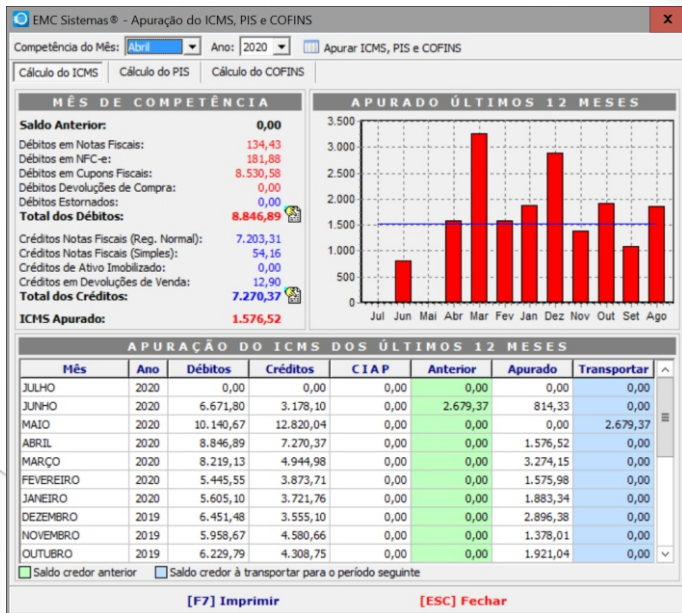 EMC Sistemas® - Apuração do ICMS, PIS e COFINS
Competência do Mês: Abril Ano: 2020 Apurar ICMS, PIS e COFINS
Cálculo do ICMS Cálculo do PIS Cálculo do COFINS
MÊS DE COMPETÊNCIA
Saldo Anterior: 0,00
Débitos em Notas Fiscais: 134,43
Débitos em NFC-e: 181,88
Débitos em Cupons Fiscais: 8.530,58
Débitos Devoluções de Compra: 0,00
Débitos Estornados: 0,00
Total dos Débitos: 8.846,89
Créditos Notas Fiscais (Reg. Normal): 7.203,31
Créditos Notas Fiscais (Simples): 54,16
Créditos de Ativo Imobilizado: 0,00
Créditos em Devoluções de Venda: 12,90
Total dos Créditos: 7.270,37
ICMS Apurado: 1.576,52
APURADO ÚLTIMOS 12 MESES
3.500
3.000
2.500
2.000
1.500
1.000
500
0
Jul Jun Mai Abr Mar Fev Jan Dez Nov Out Set Ago
APURAÇÃO DO ICMS DOS ÚLTIMOS 12 MESES
Mês Ano Débitos Créditos CIAP Anterior Apurado Transportar
JULHO 2020 0,00 0,00 0,00 0,00 0,00 0,00
JUNHO 2020 6.671,80 3.178,10 0,00 2.679,37 814,33 0,00
MAIO 2020 10.140,67 12.820,04 0,00 0,00 0,00 2.679,37
ABRIL 2020 8.846,89 7.270,37 0,00 0,00 1.576,52 0,00
MARÇO 2020 8.219,13 4.944,98 0,00 0,00 3.274,15 0,00
FEVEREIRO 2020 5.445,55 3.873,71 0,00 0,00 1.575,98 0,00
JANEIRO 2020 5.605,10 3.721,76 0,00 0,00 1.883,34 0,00
DEZEMBRO 2019 6.451,48 3.555,10 0,00 0,00 2.896,38 0,00
NOVEMBRO 2019 5.958,67 4.580,66 0,00 0,00 1.378,01 0,00
OUTUBRO 2019 6.229,79 4.308,75 0,00 0,00 1.921,04 0,00
Saldo credor anterior Saldo credor à transportar para o período seguinte
[F7] Imprimir [ESC] Fechar